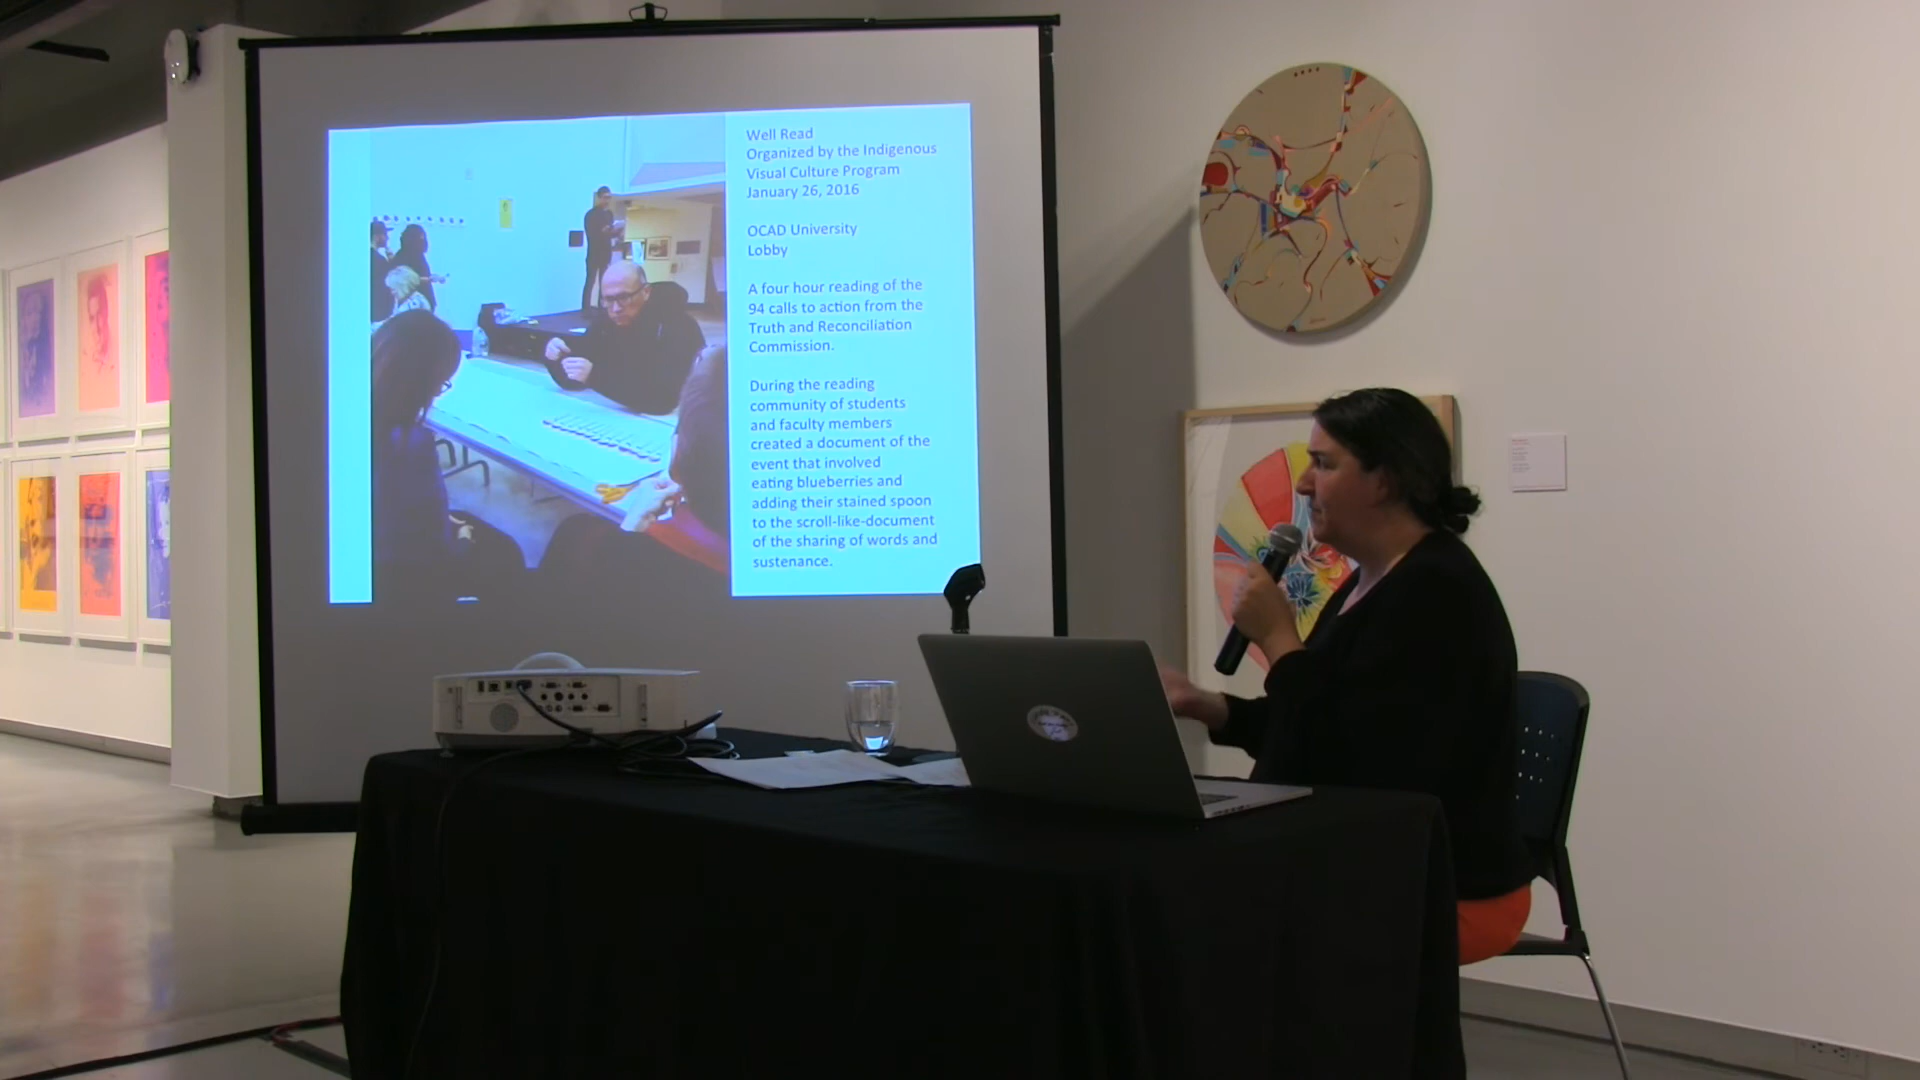 Well Read
Organized by the Indigenous
Visual Culture Program
January 26, 2016
OCAD University
Lobby
A four hour reading of the
94 calls to action from the
Truth and Reconciliation
Commission.
During the reading
community of students
and faculty members
created a document of the
event that involved
eating blueberries and
adding their stained spoon
to the scroll-like-document
of the sharing of words and
sustenance.